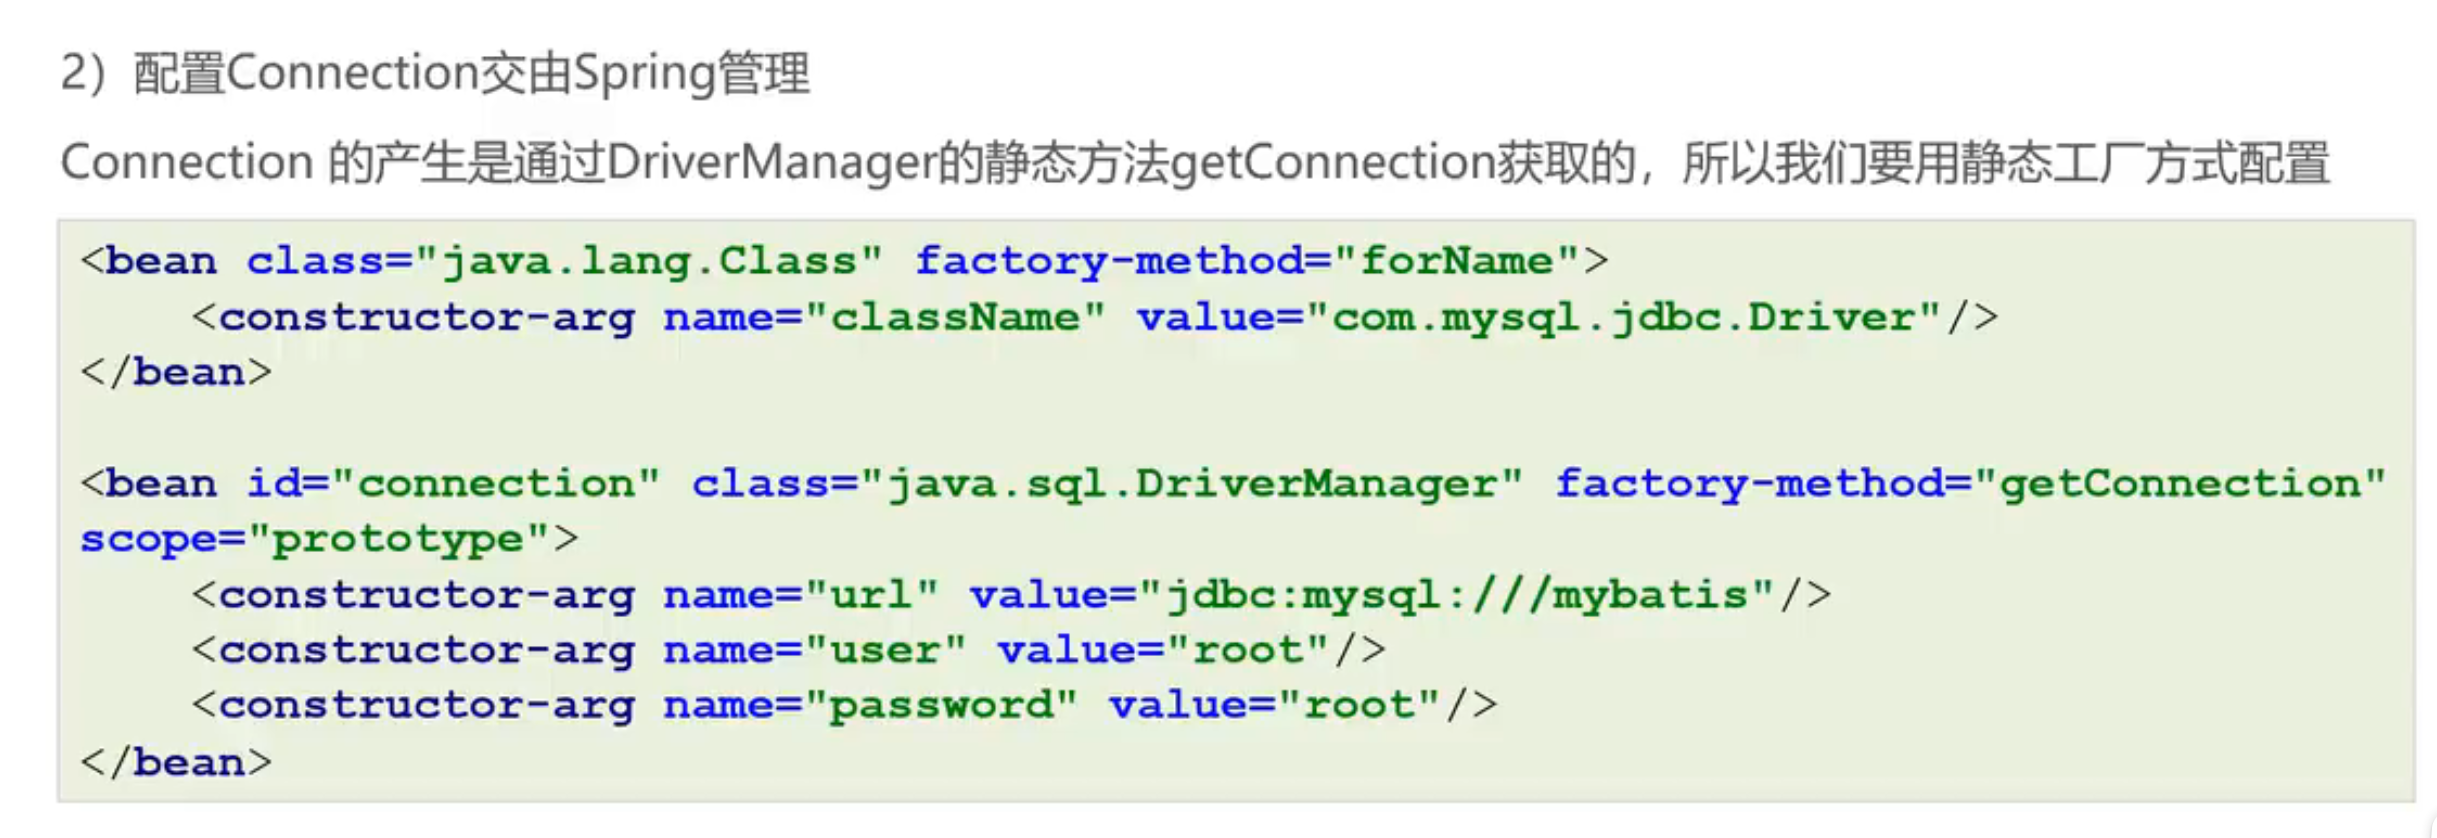 2）配置Connection交由Spring管理
Connection 的产生是通过DriverManager的静态方法getConnection获取的，所以我们要用静态工厂方式配置
<bean class="java.lang.Class" factory-method="forName">
    <constructor-arg name="className" value="com.mysql.jdbc.Driver"/>
</bean>
<bean id="connection" class="java.sql.DriverManager" factory-method="getConnection"
scope="prototype">
    <constructor-arg name="url" value="jdbc:mysql:///mybatis"/>
    <constructor-arg name="user" value="root"/>
    <constructor-arg name="password" value="root"/>
</bean>